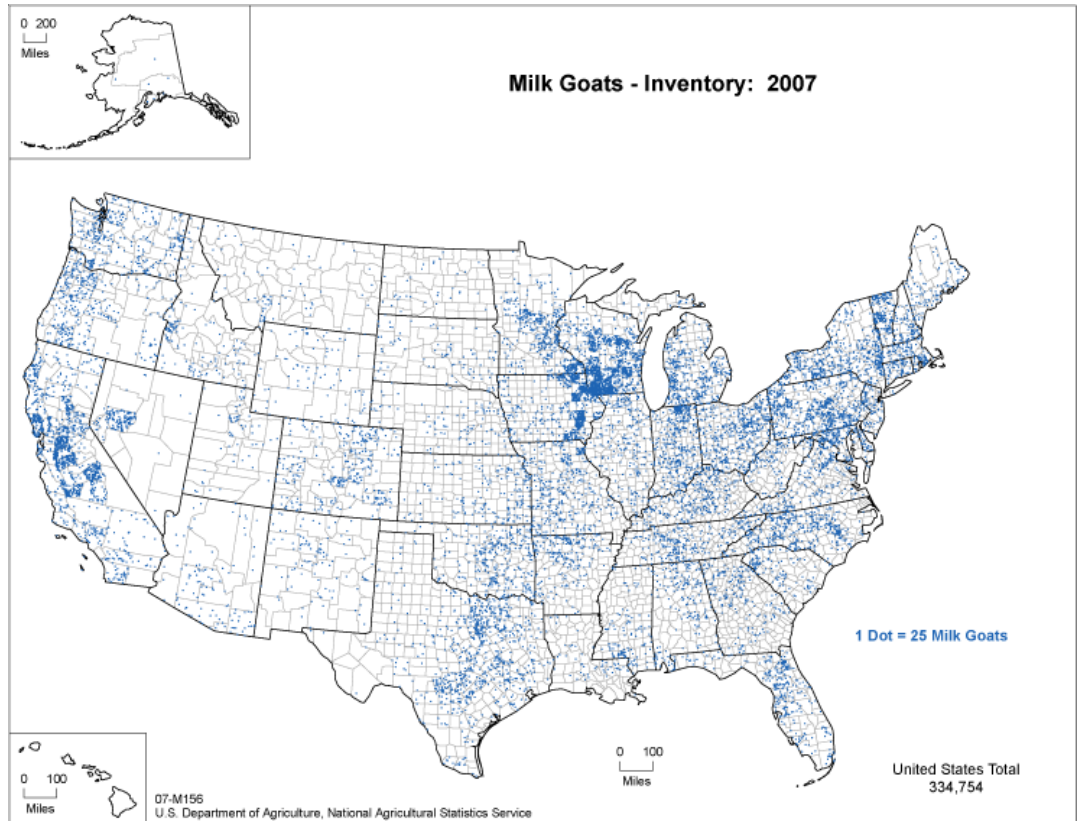 0 200
Miles
Milk Goats - Inventory: 2007
1 Dot = 25 Milk Goats
0 100
Miles
0 100
Miles
United States Total
334,754
07-M156
U.S. Department of Agriculture, National Agricultural Statistics Service